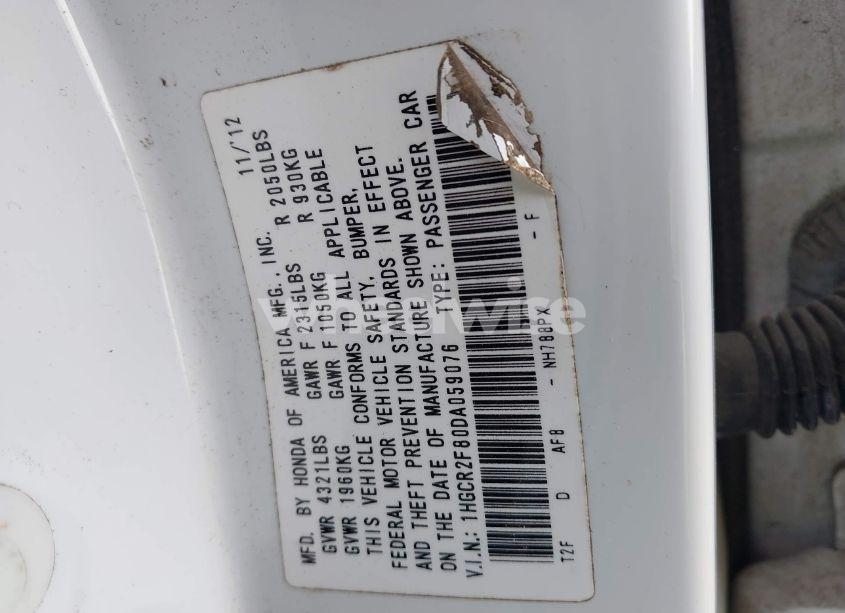 11/'12
MFD. BY HONDA OF AMERICA MFG., INC.
GVWR 4321LBS GAWR F 2315LBS R 2050LBS
GVWR 1960KG GAWR F 1050KG R 930KG
THIS VEHICLE CONFORMS TO ALL APPLICABLE
FEDERAL MOTOR VEHICLE SAFETY, BUMPER,
AND THEFT PREVENTION STANDARDS IN EFFECT
ON THE DATE OF MANUFACTURE SHOWN ABOVE.
V.I.N.: 1HGCR2F80DA059076 TYPE: PASSENGER CAR
T2F D AF8 - NH788PX - F